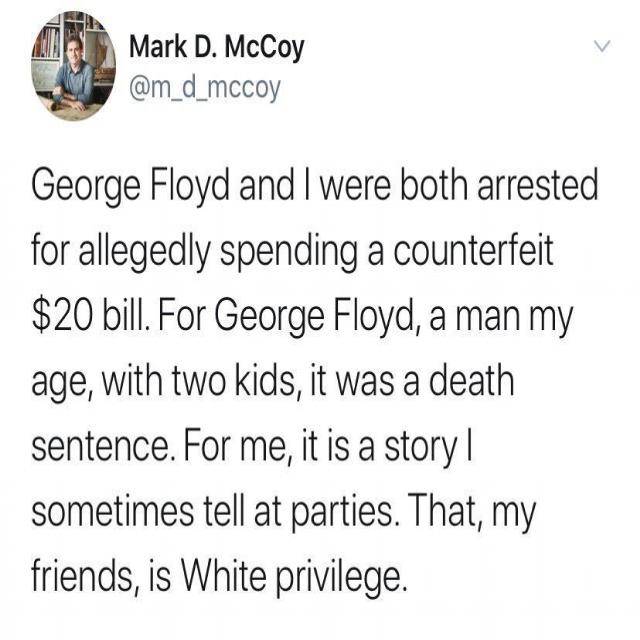 Mark D. McCoy
@m_d_mccoy
George Floyd and I were both arrested
for allegedly spending a counterfeit
$20 bill. For George Floyd, a man my
age, with two kids, it was a death
sentence. For me, it is a story I
sometimes tell at parties. That, my
friends, is White privilege.